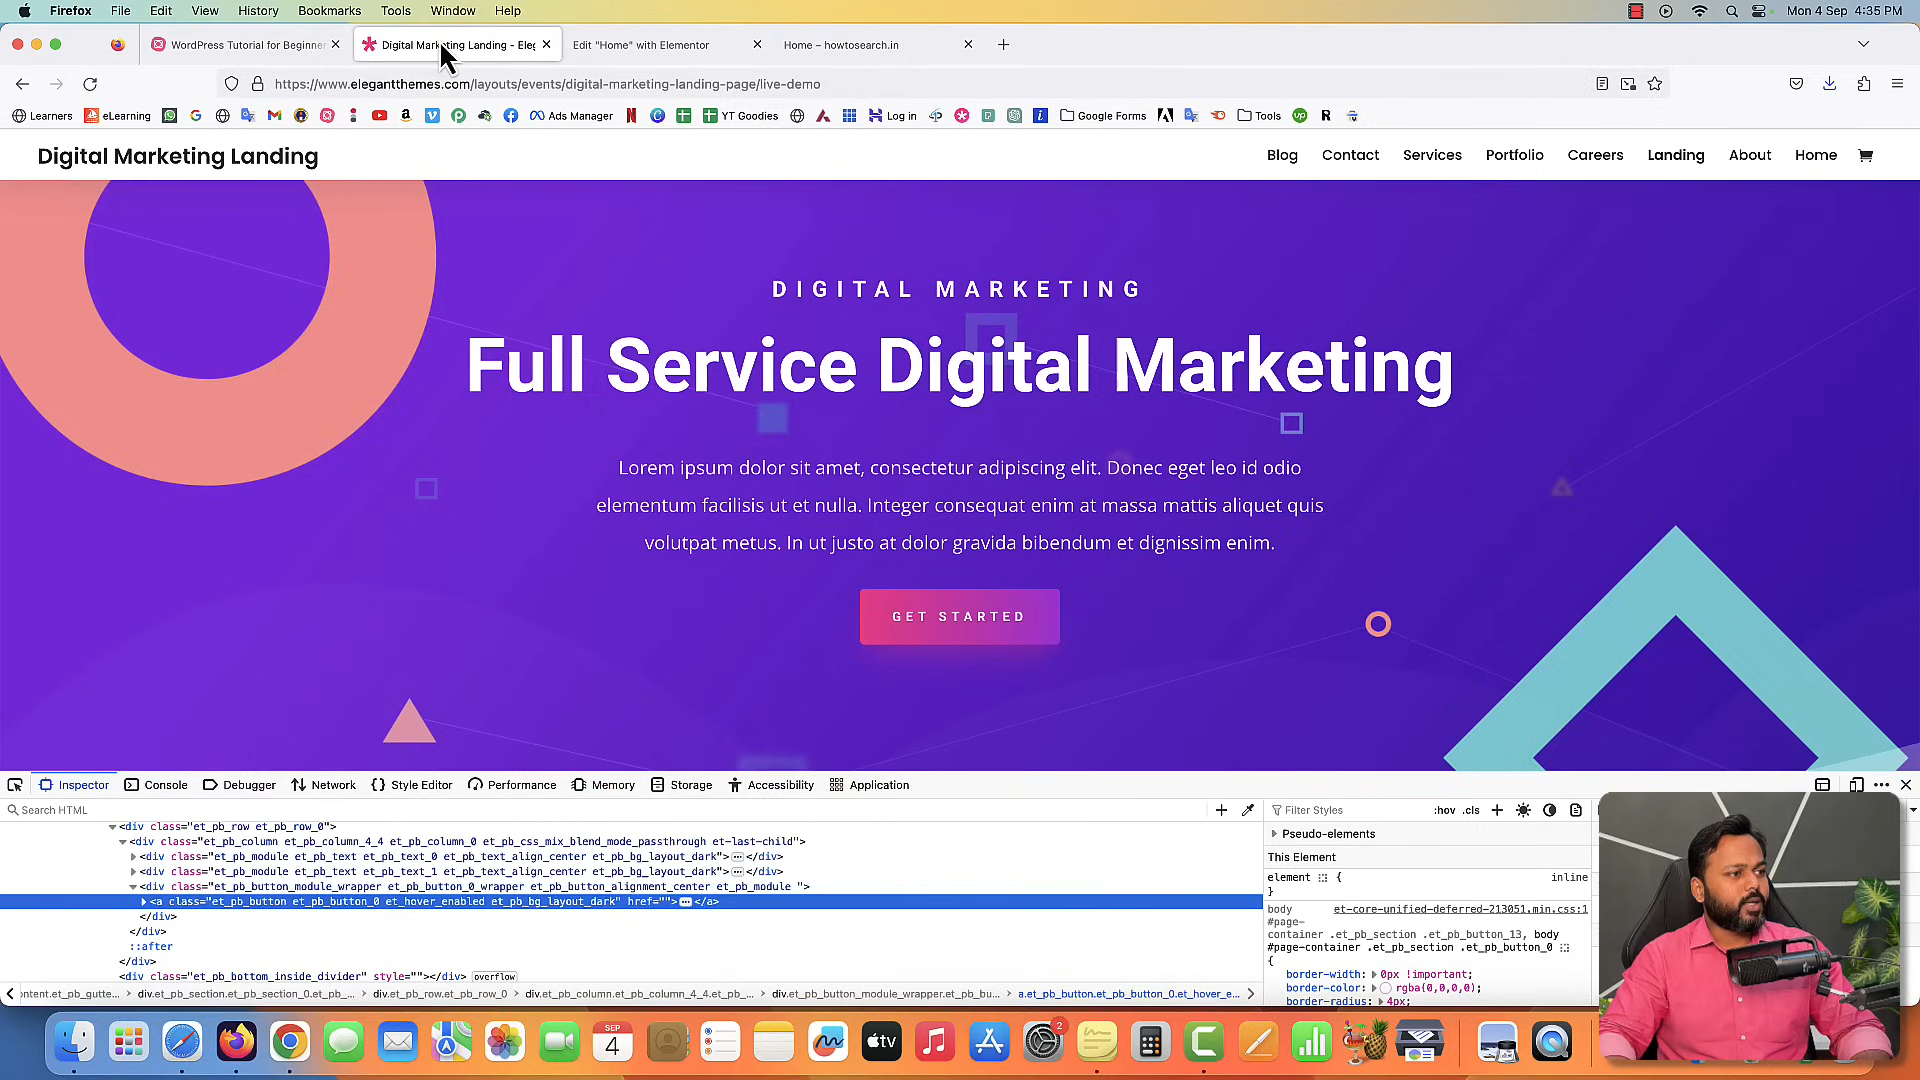 Firefox File Edit View History Bookmarks Tools Window Help Mon 4 Sep 4:35 PM
WordPress Tutorial for Beginner Digital Marketing Landing - Eleg Edit "Home" with Elementor Home – howtosearch.in
https://www.elegantthemes.com/layouts/events/digital-marketing-landing-page/live-demo
Learners eLearning Ads Manager YT Goodies Log in Google Forms Tools
Digital Marketing Landing Blog Contact Services Portfolio Careers Landing About Home
DIGITAL MARKETING
Full Service Digital Marketing
Lorem ipsum dolor sit amet, consectetur adipiscing elit. Donec eget leo id odio
elementum facilisis ut et nulla. Integer consequat enim at massa mattis aliquet quis
volutpat metus. In ut justo at dolor gravida bibendum et dignissim enim.
GET STARTED
Inspector Console Debugger Network Style Editor Performance Memory Storage Accessibility Application
Search HTML Filter Styles :hov .cls
<div class="et_pb_row et_pb_row_0">
<div class="et_pb_column et_pb_column_4_4 et_pb_column_0 et_pb_css_mix_blend_mode_passthrough et-last-child">
<div class="et_pb_module et_pb_text et_pb_text_0 et_pb_text_align_center et_pb_bg_layout_dark"></div>
<div class="et_pb_module et_pb_text et_pb_text_1 et_pb_text_align_center et_pb_bg_layout_dark"></div>
<div class="et_pb_button_module_wrapper et_pb_button_0_wrapper et_pb_button_alignment_center et_pb_module ">
<a class="et_pb_button et_pb_button_0 et_hover_enabled et_pb_bg_layout_dark" href=""></a>
</div>
</div>
::after
</div>
<div class="et_pb_bottom_inside_divider" style=""></div> overflow
ontent.et_pb_gutte... div.et_pb_section.et_pb_section_0.et_pb_... div.et_pb_row.et_pb_row_0 div.et_pb_column.et_pb_column_4_4.et_pb_... div.et_pb_button_module_wrapper.et_pb_bu... a.et_pb_button.et_pb_button_0.et_hover_e...
Pseudo-elements
This Element
element { inline
}
body et-core-unified-deferred-213051.min.css:1
#page-
container .et_pb_section .et_pb_button_13, body
#page-container .et_pb_section .et_pb_button_0
{
border-width: 0px !important;
border-color: rgba(0,0,0,0);
border-radius: 4px;
SEP
4
tv
2